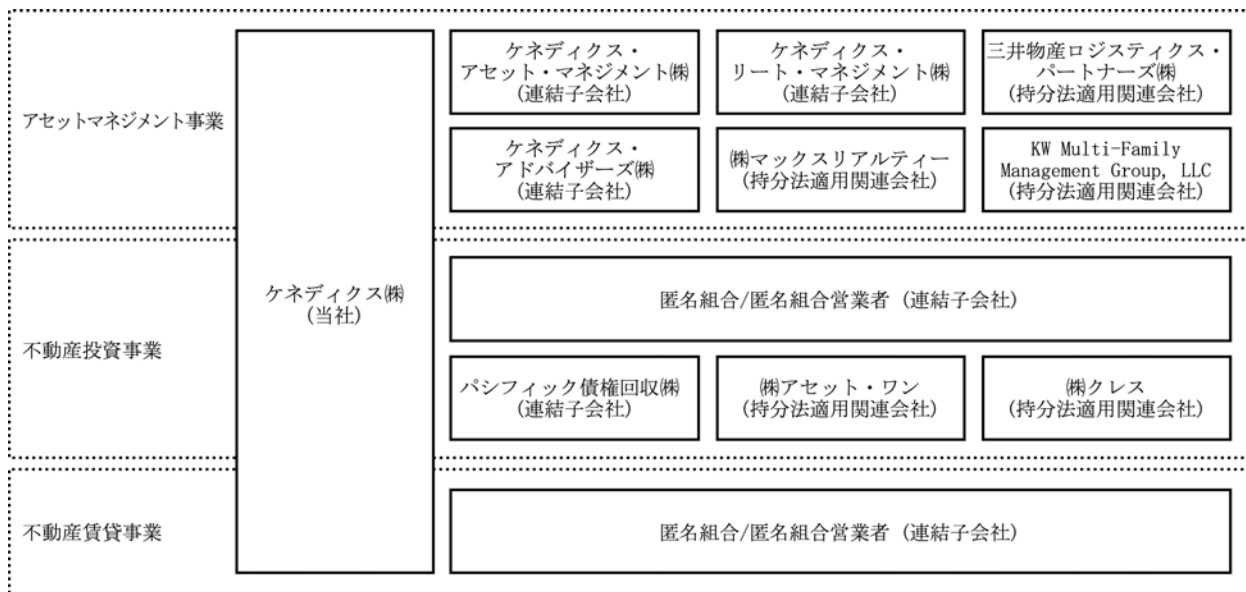 アセットマネジメント事業
ケネディクス㈱
(当社)
ケネディクス・
アセット・マネジメント㈱
(連結子会社)
ケネディクス・
リート・マネジメント㈱
(連結子会社)
三井物産ロジスティクス・
パートナーズ㈱
(持分法適用関連会社)
ケネディクス・
アドバイザーズ㈱
(連結子会社)
㈱マックスリアルティー
(持分法適用関連会社)
KW Multi-Family
Management Group, LLC
(持分法適用関連会社)
不動産投資事業
匿名組合/匿名組合営業者 (連結子会社)
パシフィック債権回収㈱
(連結子会社)
㈱アセット・ワン
(持分法適用関連会社)
㈱クレス
(持分法適用関連会社)
不動産賃貸事業
匿名組合/匿名組合営業者 (連結子会社)